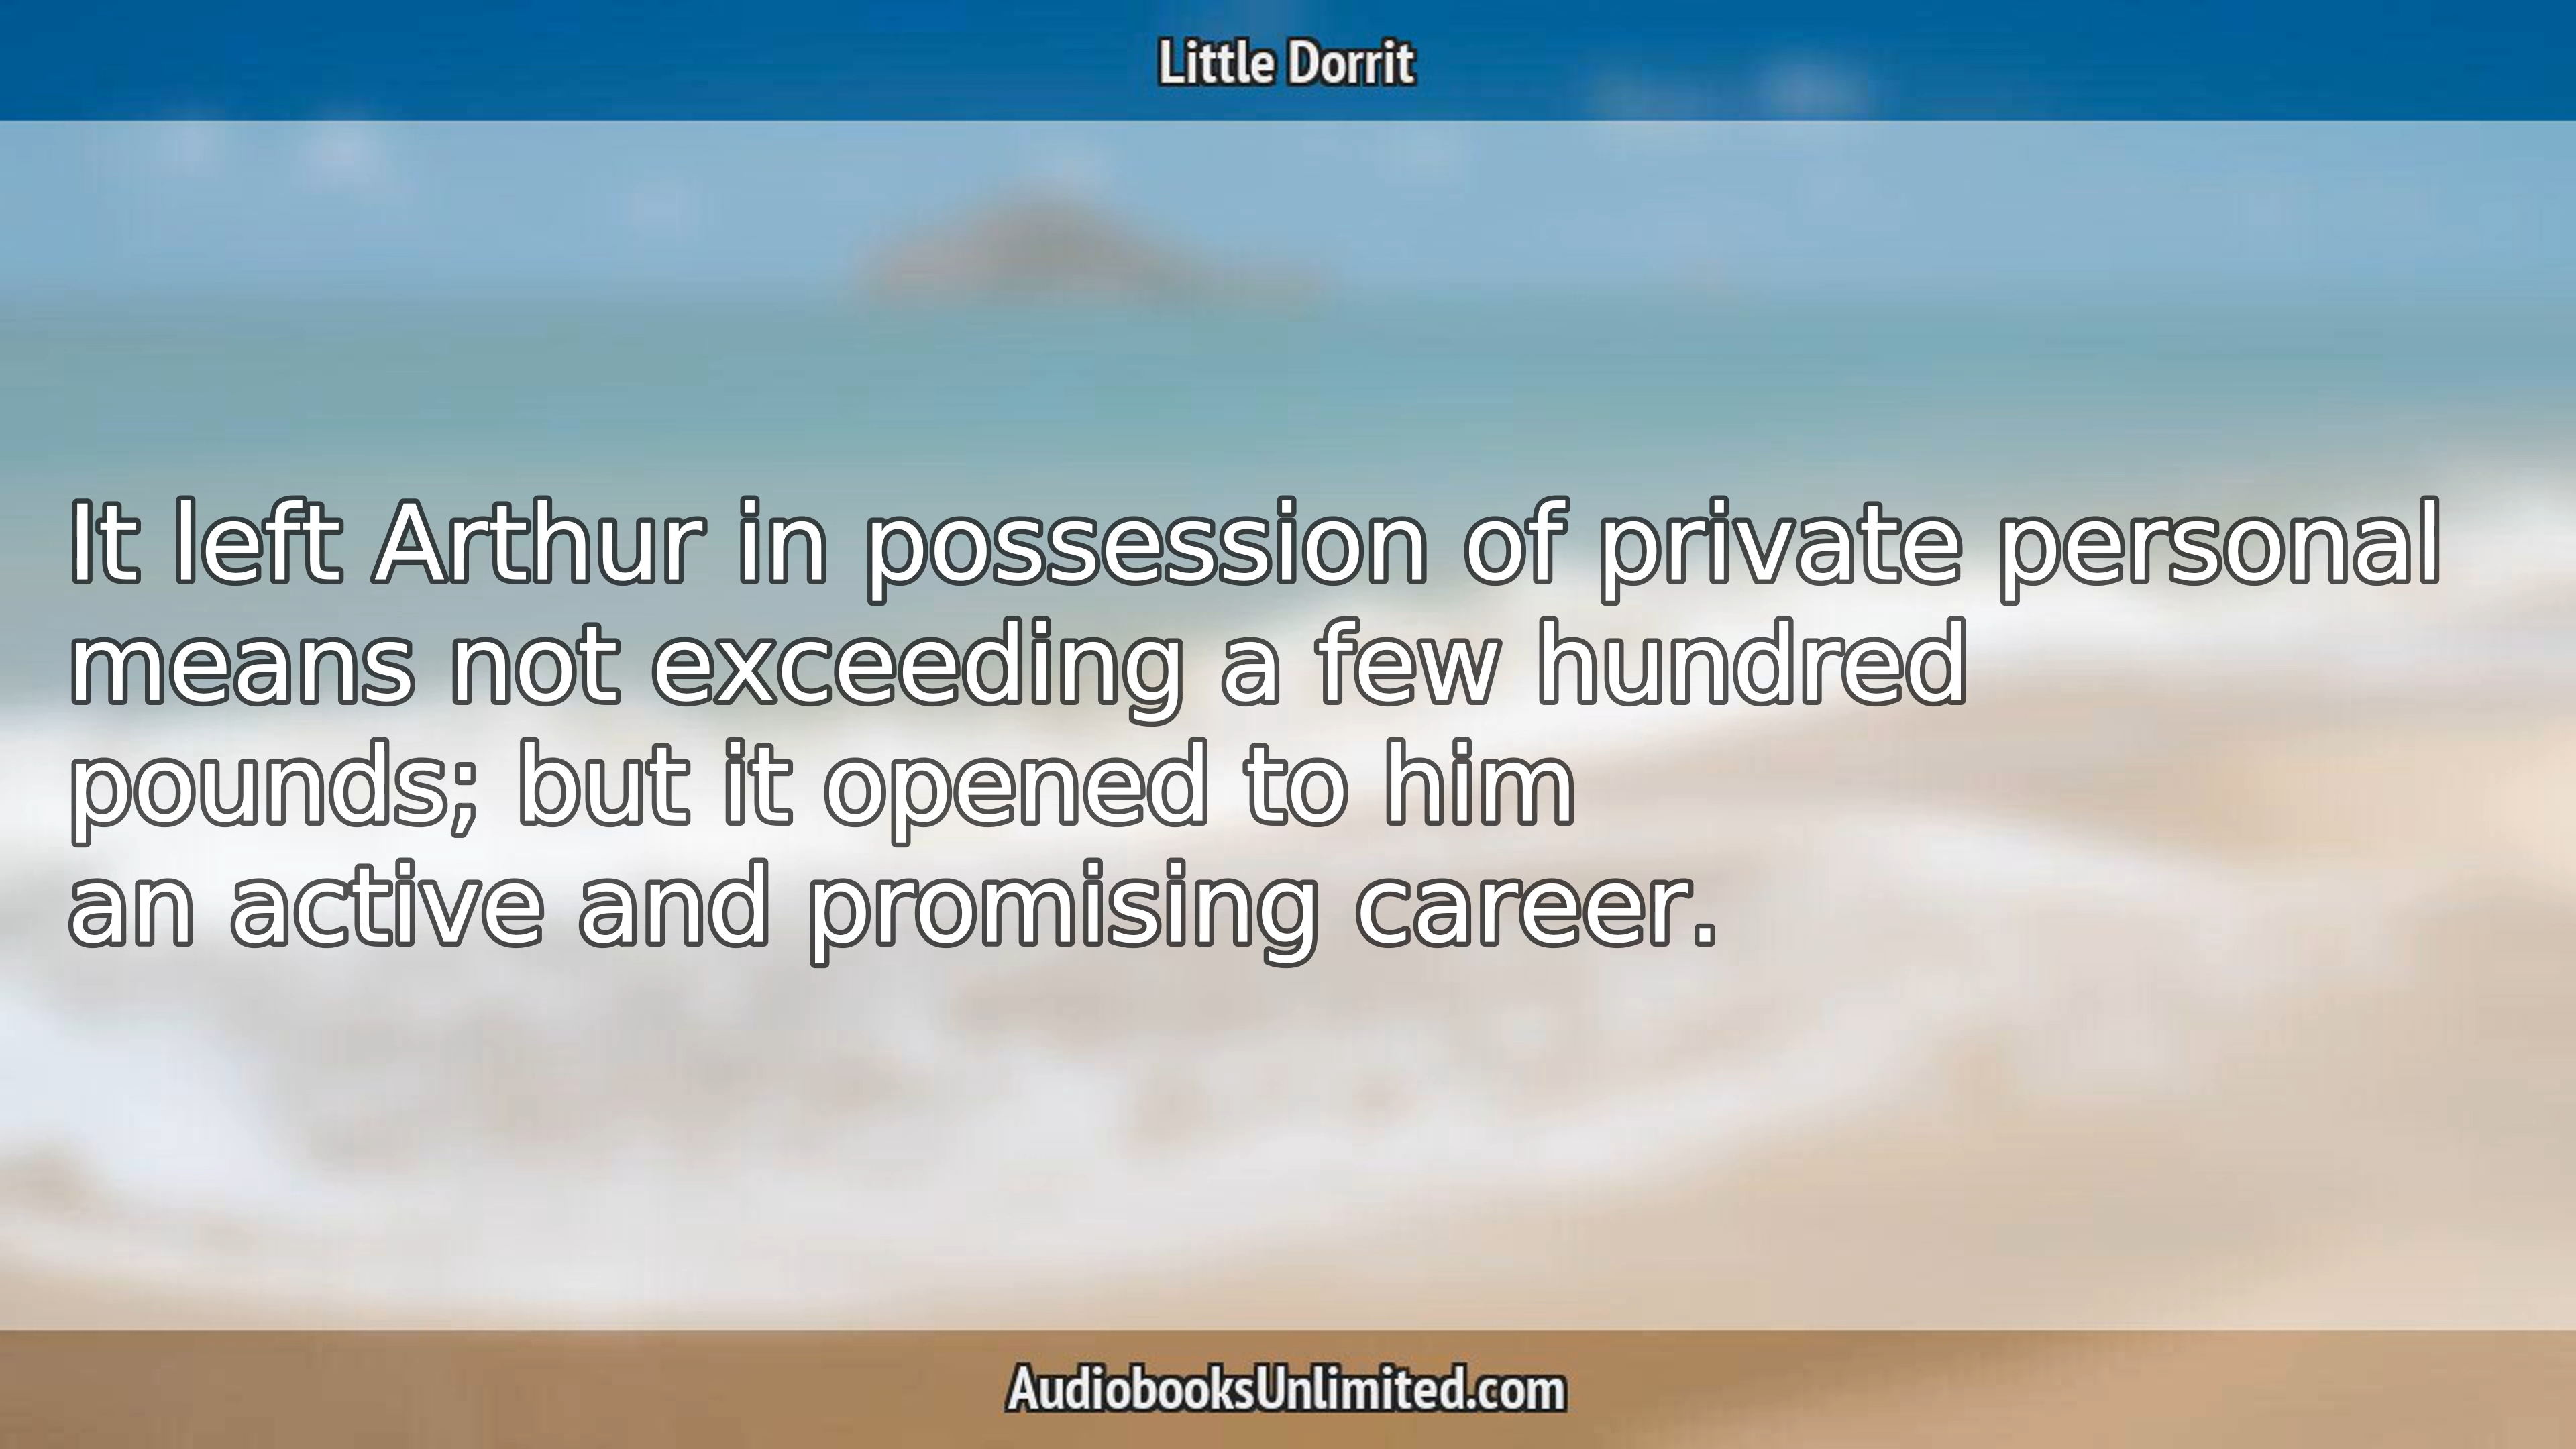 Little Dorrit
It left Arthur in possession of private personal
means not exceeding a few hundred
pounds; but it opened to him
an active and promising career.
AudiobooksUnlimited.com